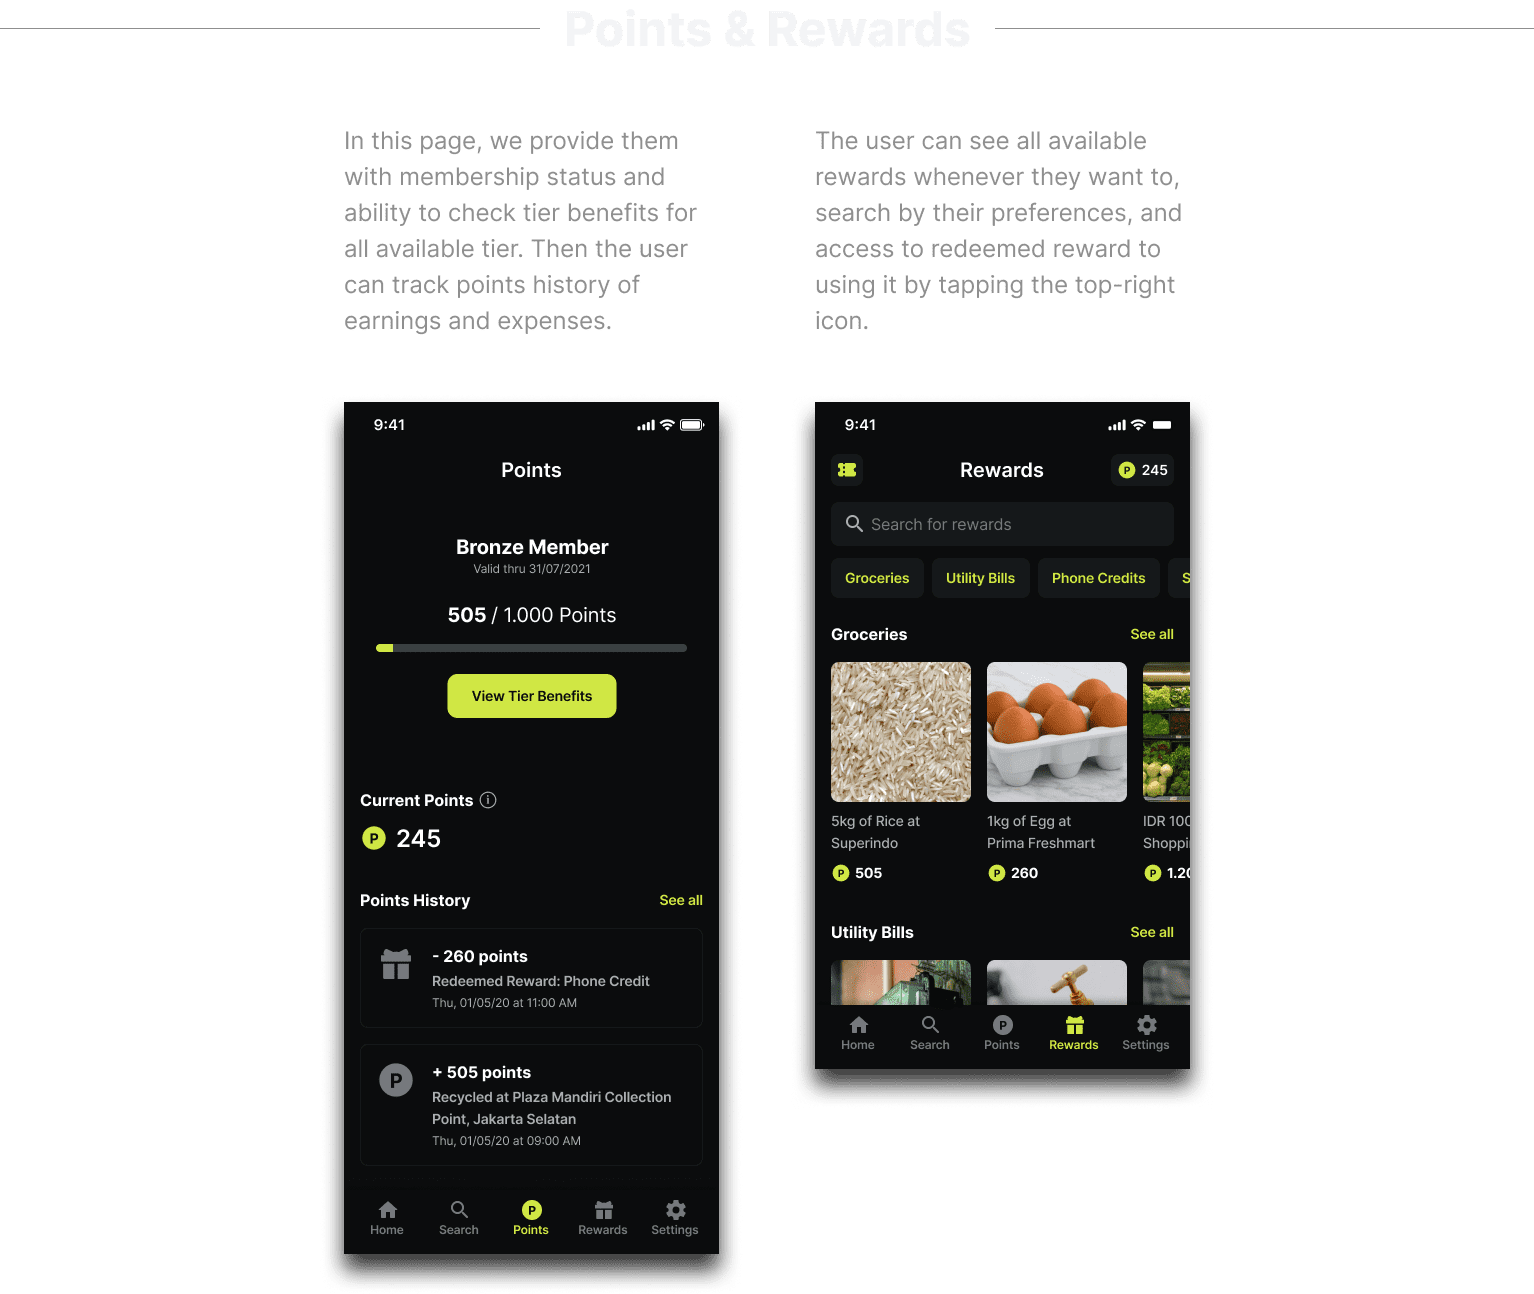 Points & Rewards
In this page, we provide them
with membership status and
ability to check tier benefits for
all available tier. Then the user
can track points history of
earnings and expenses.
The user can see all available
rewards whenever they want to,
search by their preferences, and
access to redeemed reward to
using it by tapping the top-right
icon.
9:41
Points
Bronze Member
Valid thru 31/07/2021
505 / 1.000 Points
View Tier Benefits
Current Points
P 245
Points History See all
- 260 points
Redeemed Reward: Phone Credit
Thu, 01/05/20 at 11:00 AM
P
+ 505 points
Recycled at Plaza Mandiri Collection
Point, Jakarta Selatan
Thu, 01/05/20 at 09:00 AM
P
Home Search Points Rewards Settings
9:41
Rewards P 245
Search for rewards
Groceries Utility Bills Phone Credits S
Groceries See all
5kg of Rice at
Superindo
P 505
1kg of Egg at
Prima Freshmart
P 260
IDR 100
Shoppi
P 1.20
Utility Bills See all
P
Home Search Points Rewards Settings